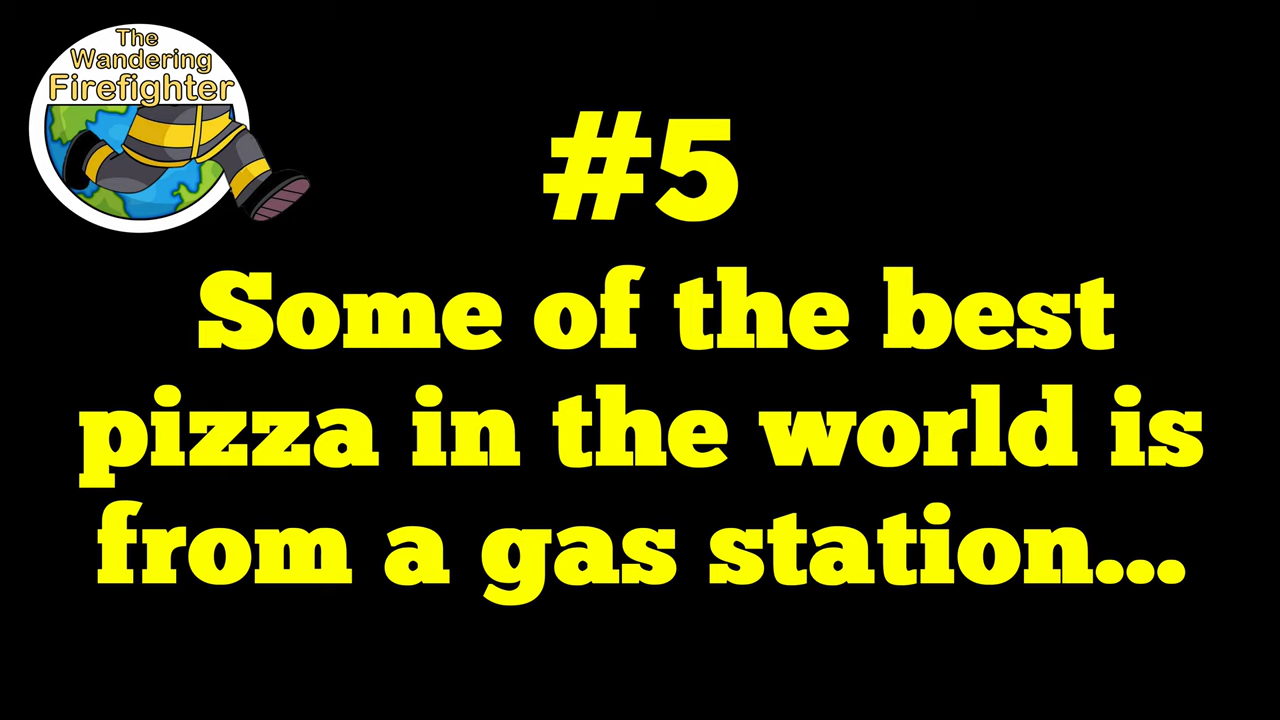 The
Wandering
Firefighter
#5
Some of the best
pizza in the world is
from a gas station...